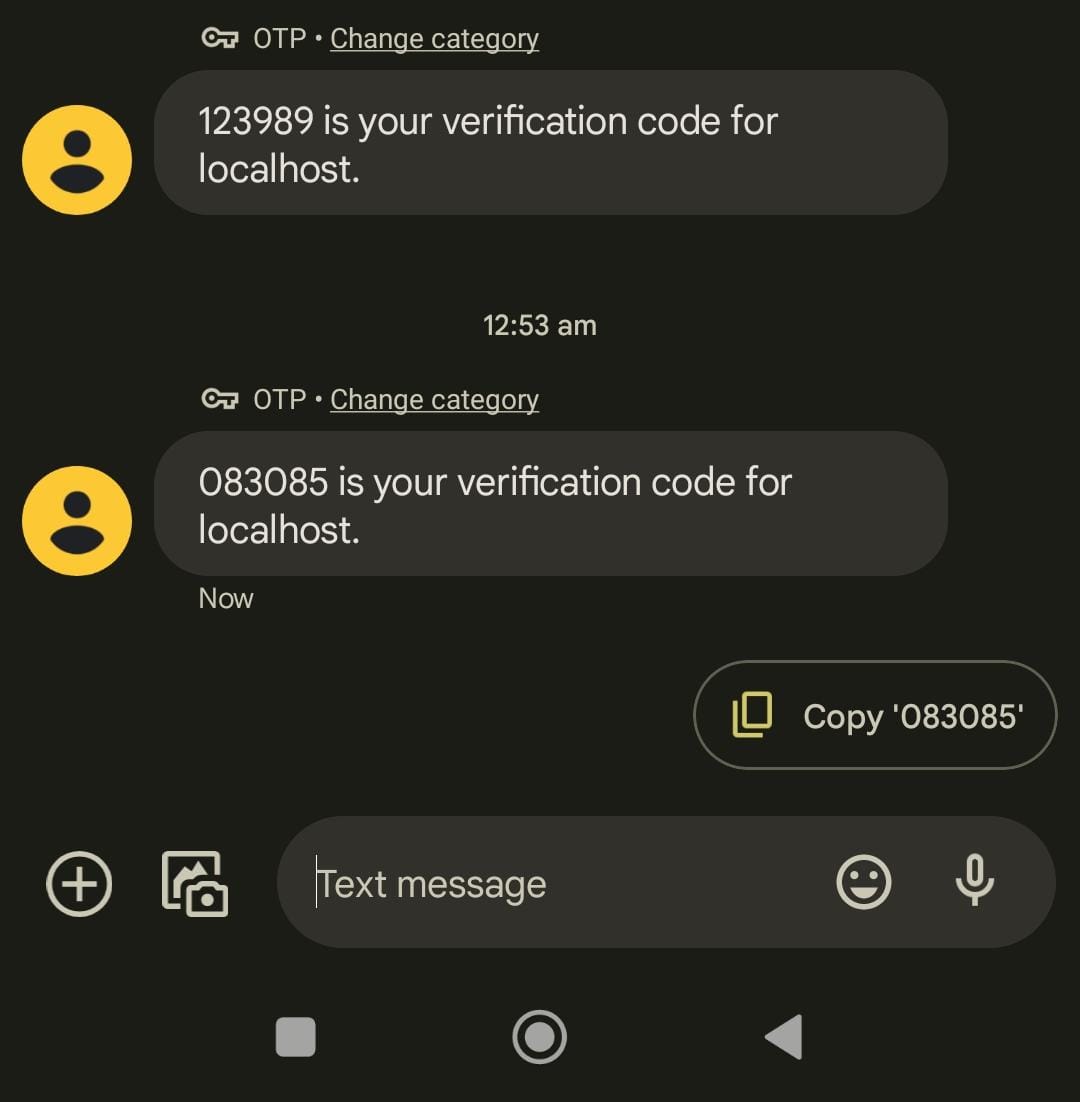 OTP • Change category
123989 is your verification code for
localhost.
12:53 am
OTP • Change category
083085 is your verification code for
localhost.
Now
Copy '083085'
Text message